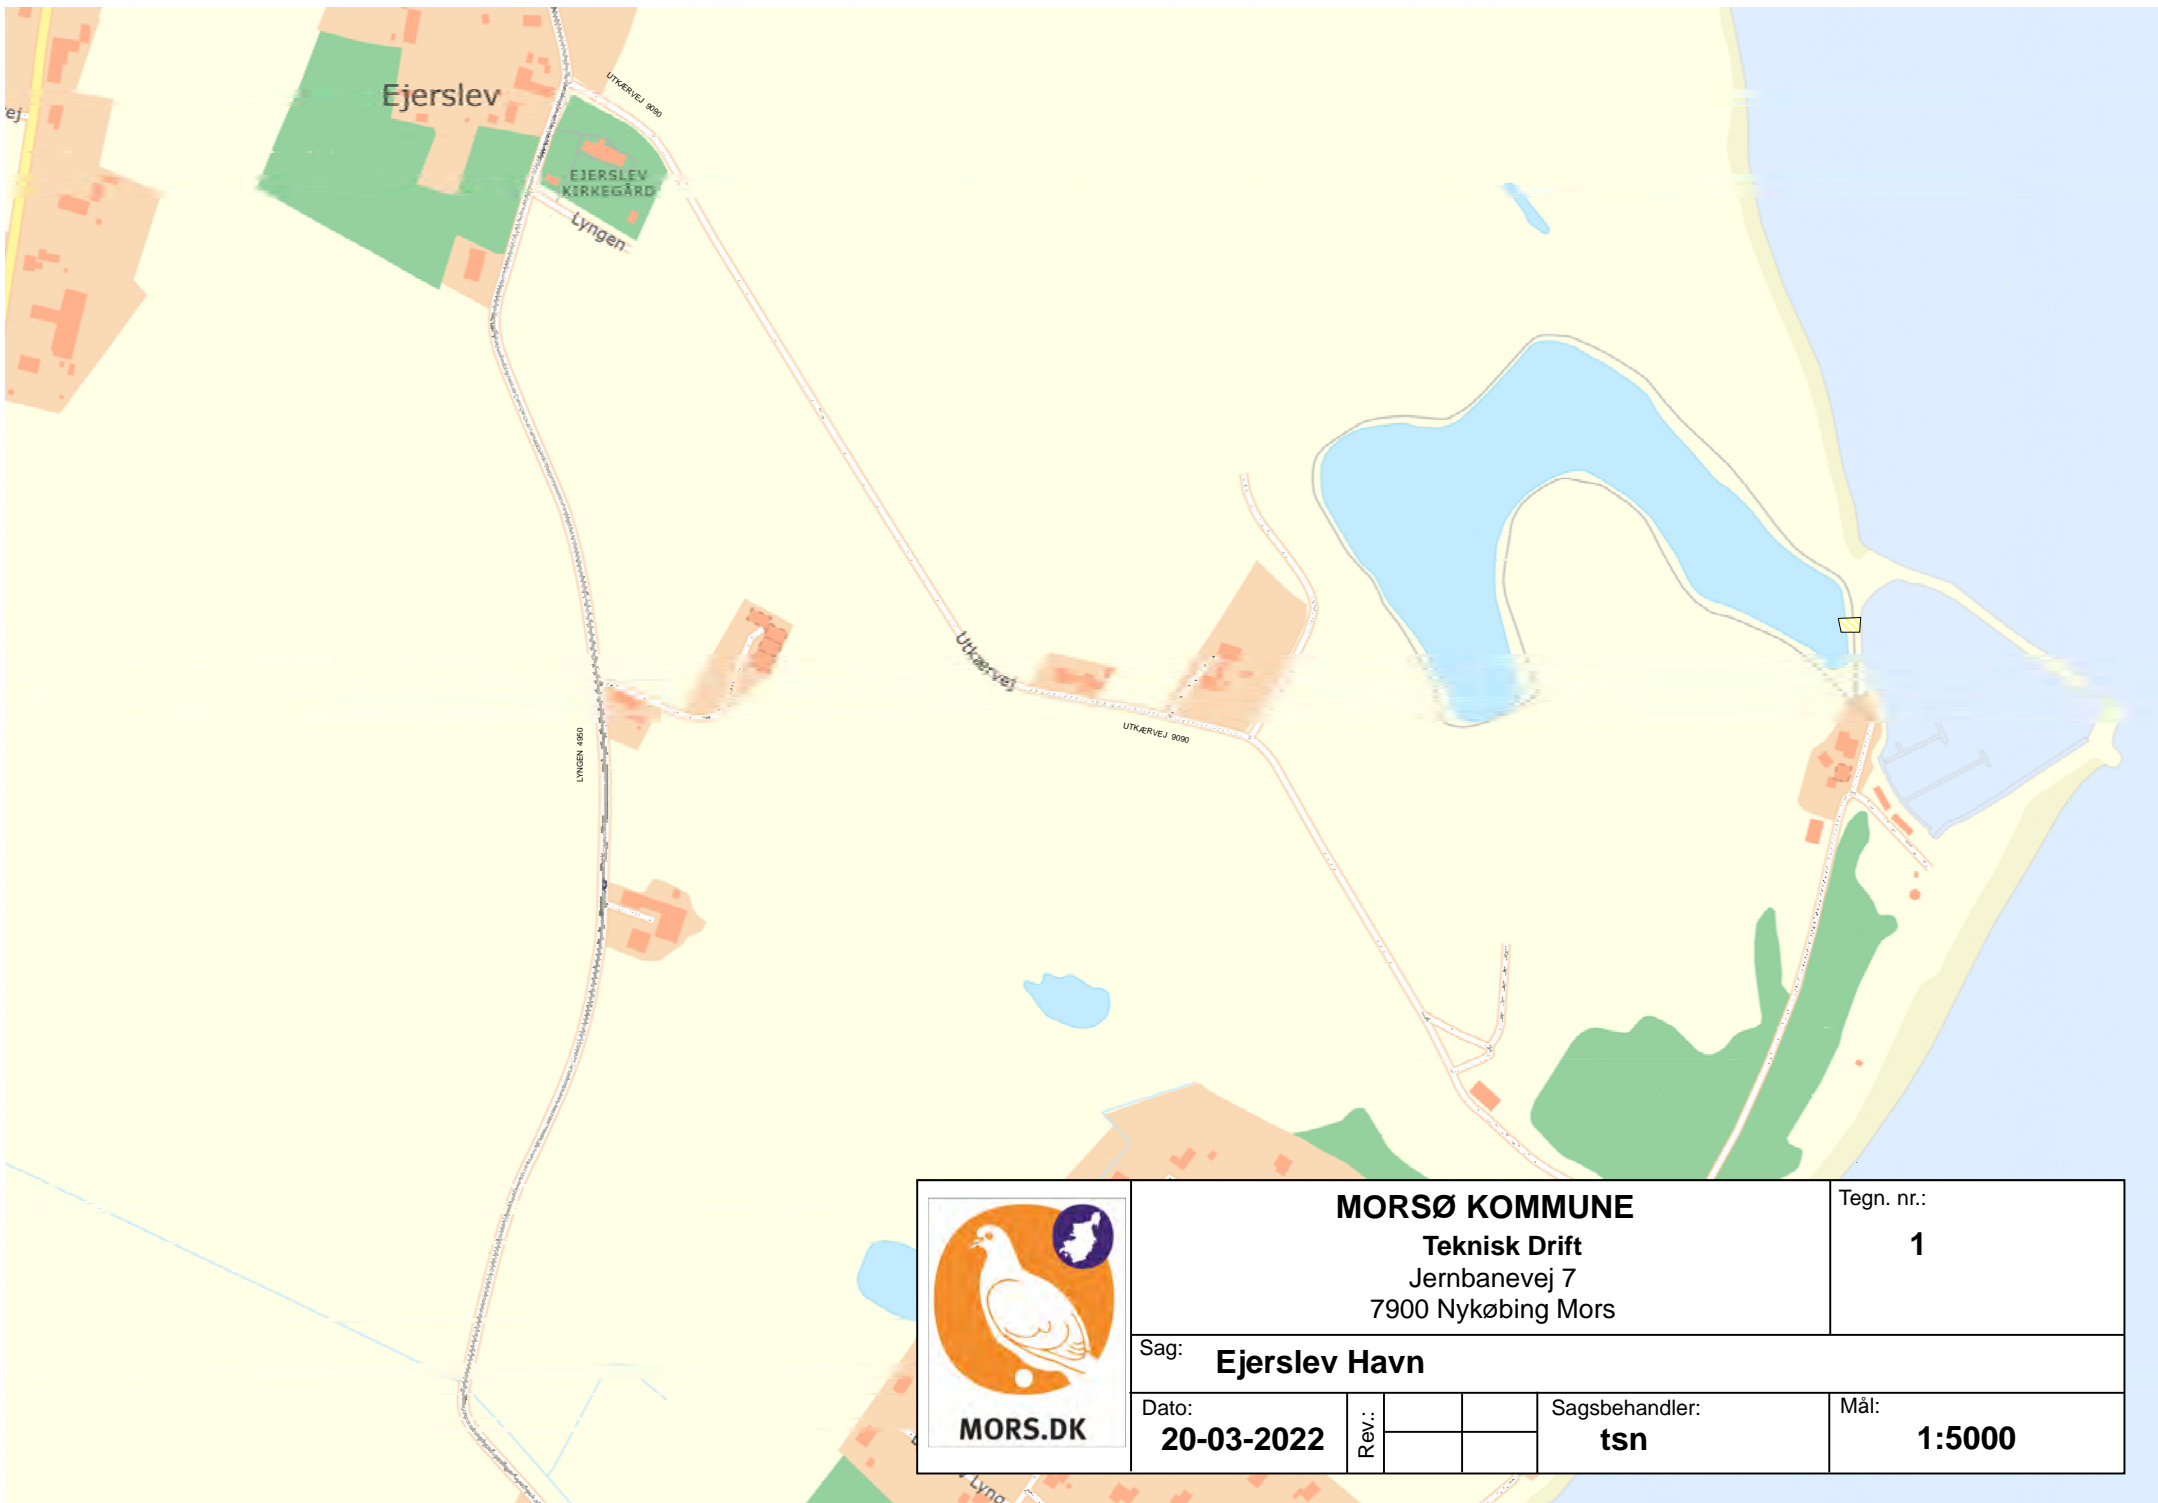 Ejerslev
UTKÆRVEJ 9090
ej
EJERSLEV
KIRKEGÅRD
Lyngen
Utkærvej
UTKÆRVEJ 9090
LYNGEN 4950
MORSØ KOMMUNE
Teknisk Drift
Jernbanevej 7
7900 Nykøbing Mors
Tegn. nr.:
1
Sag:
Ejerslev Havn
MORS.DK
Dato:
20-03-2022
Rev.:
Sagsbehandler:
tsn
Mål:
1:5000
Lyng